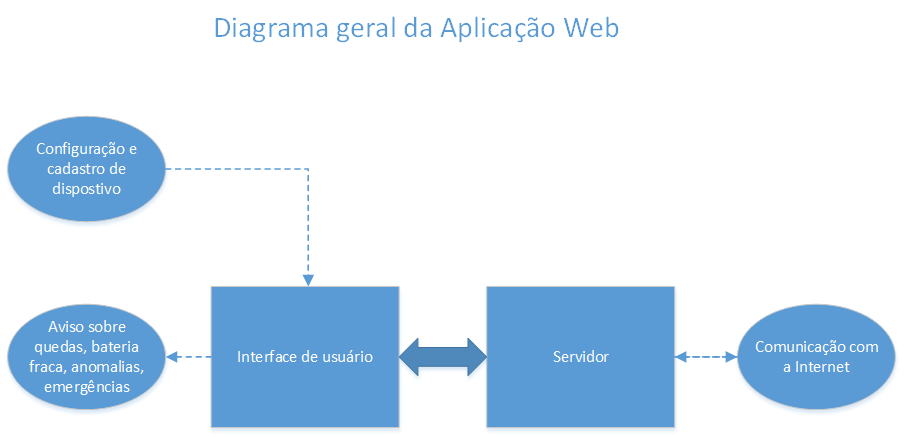 Diagrama geral da Aplicação Web
Configuração e
cadastro de
dispostivo
Aviso sobre
quedas, bateria
fraca, anomalias,
emergências
Interface de usuário
Servidor
Comunicação com
a Internet